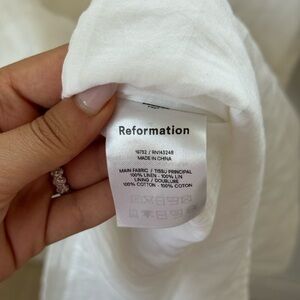 Reformation
MADE IN CHINA
MAIN FABRIC / TISSU PRINCIPAL
100% LINEN - 100% LIN
LINING / DOUBLURE
100% COTTON - 100% COTON